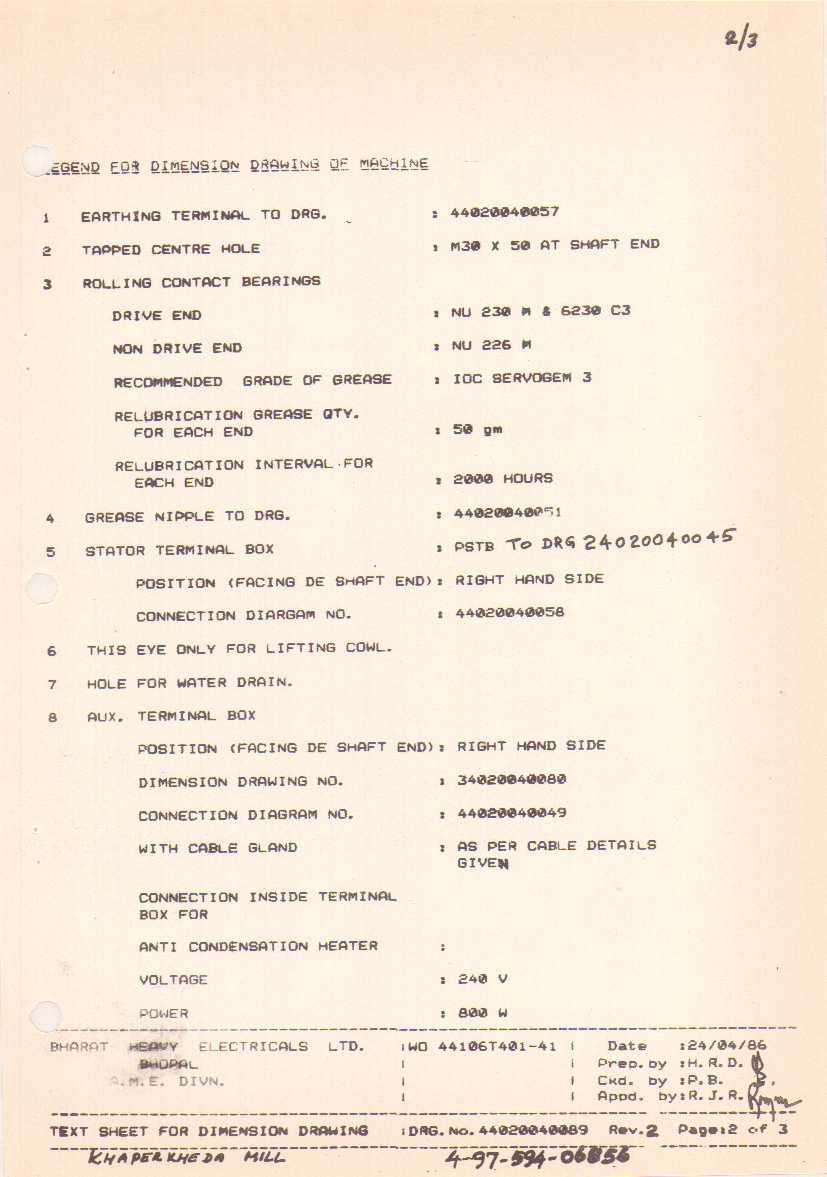 2/3
EGEND FOR DIMENSION DRAWING OF MACHINE
1 EARTHING TERMINAL TO DRG. : 44020040057
2 TAPPED CENTRE HOLE : M30 X 50 AT SHAFT END
3 ROLLING CONTACT BEARINGS
DRIVE END : NU 230 M & 6230 C3
NON DRIVE END : NU 226 M
RECOMMENDED GRADE OF GREASE : IOC SERVOGEM 3
RELUBRICATION GREASE QTY.
FOR EACH END : 50 gm
RELUBRICATION INTERVAL FOR
EACH END : 2000 HOURS
4 GREASE NIPPLE TO DRG. : 44020040051
5 STATOR TERMINAL BOX : PSTB TO DRG 24020040045
POSITION (FACING DE SHAFT END): RIGHT HAND SIDE
CONNECTION DIARGAM NO. : 44020040058
6 THIS EYE ONLY FOR LIFTING COWL.
7 HOLE FOR WATER DRAIN.
8 AUX. TERMINAL BOX
POSITION (FACING DE SHAFT END): RIGHT HAND SIDE
DIMENSION DRAWING NO. : 34020040080
CONNECTION DIAGRAM NO. : 44020040049
WITH CABLE GLAND : AS PER CABLE DETAILS
GIVEN
CONNECTION INSIDE TERMINAL
BOX FOR
ANTI CONDENSATION HEATER :
VOLTAGE : 240 V
POWER : 800 W
BHARAT HEAVY ELECTRICALS LTD. :WO 44106T401-41 | Date :24/04/86
BHOPAL | | Prep.by :H.R.D.
A.M.E. DIVN. | | Ckd. by :P.B.
| | Appd. by:R.J.R.
TEXT SHEET FOR DIMENSION DRAWING :DRG.No.44020040089 Rev.2 Page:2 of 3
KHAPERKHEDA MILL 4-97-594-06856